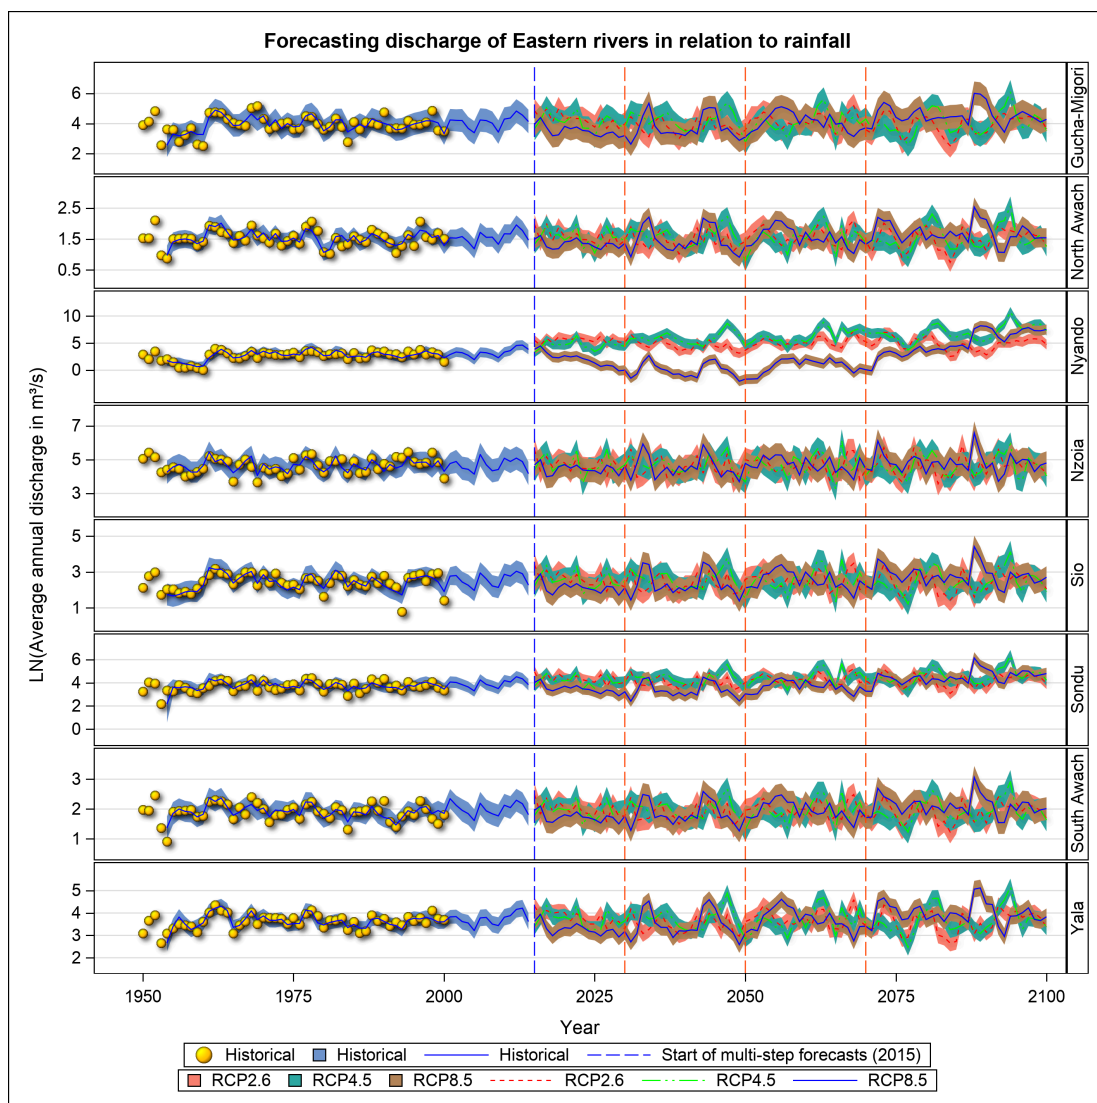 Forecasting discharge of Eastern rivers in relation to rainfall
LN(Average annual discharge in m³/s)
6
4
2
Gucha-Migori
2.5
1.5
0.5
North Awach
10
5
0
Nyando
7
5
3
Nzoia
5
3
1
Sio
6
4
2
0
Sondu
3
2
1
South Awach
5
4
3
2
Yala
1950 1975 2000 2025 2050 2075 2100
Year
Historical Historical Historical Start of multi-step forecasts (2015)
RCP2.6 RCP4.5 RCP8.5 RCP2.6 RCP4.5 RCP8.5